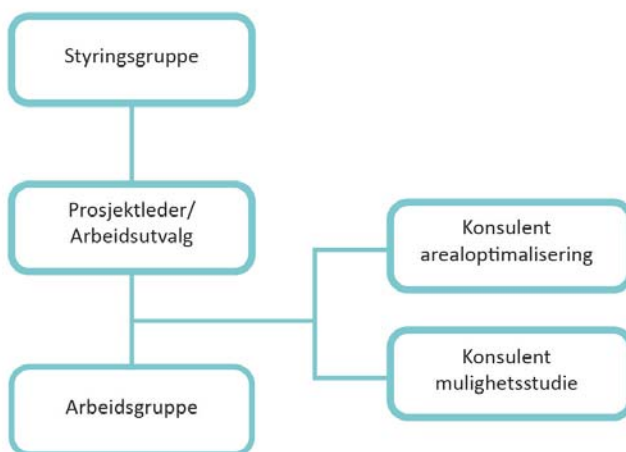 Styringsgruppe
Prosjektleder/
Arbeidsutvalg
Konsulent
arealoptimalisering
Konsulent
mulighetsstudie
Arbeidsgruppe